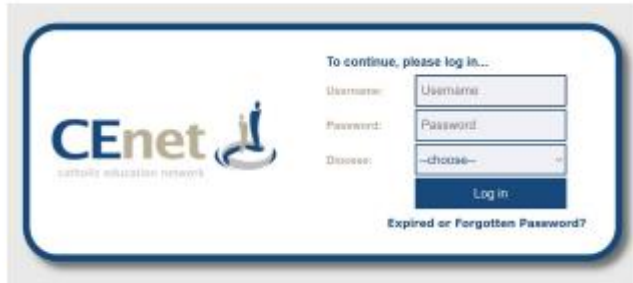 To continue, please log in...
Username: Username
Password: Password
Diocese: --choose--
Log in
Expired or Forgotten Password?
CEnet
catholic education network